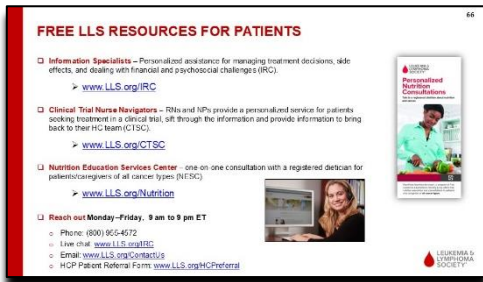 66
FREE LLS RESOURCES FOR PATIENTS
Information Specialists – Personalized assistance for managing treatment decisions, side
effects, and dealing with financial and psychosocial challenges (IRC).
www.LLS.org/IRC
Clinical Trial Nurse Navigators – RNs and NPs provide a personalized service for patients
seeking treatment in a clinical trial, sift through the information and provide information to bring
back to their HC team (CTSC).
www.LLS.org/CTSC
Nutrition Education Services Center – one-on-one consultation with a registered dietician for
patients/caregivers of all cancer types (NESC)
www.LLS.org/Nutrition
Reach out Monday–Friday, 9 am to 9 pm ET
Phone: (800) 955-4572
Live chat: www.LLS.org/IRC
Email: www.LLS.org/ContactUs
HCP Patient Referral Form: www.LLS.org/HCPreferral
LEUKEMIA &
LYMPHOMA
SOCIETY
Personalized
Nutrition
Consultations
LEUKEMIA &
LYMPHOMA
SOCIETY